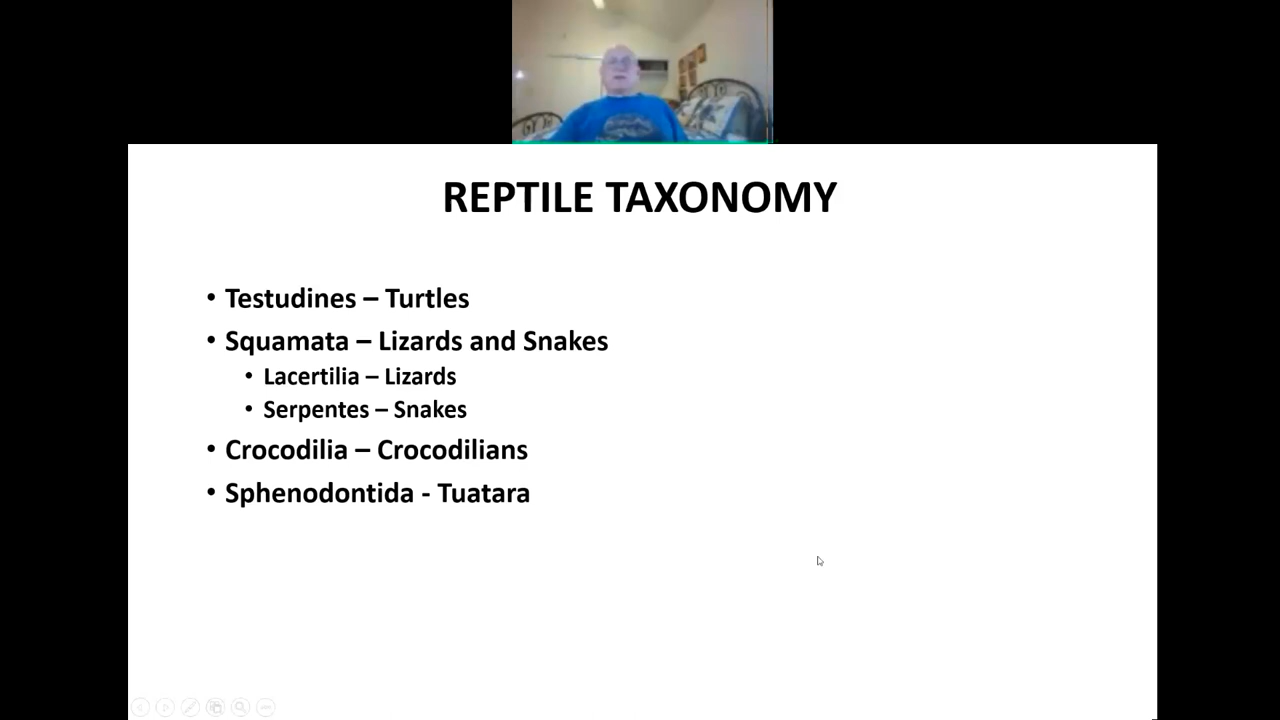 REPTILE TAXONOMY
• Testudines – Turtles
• Squamata – Lizards and Snakes
• Lacertilia – Lizards
• Serpentes – Snakes
• Crocodilia – Crocodilians
• Sphenodontida - Tuatara